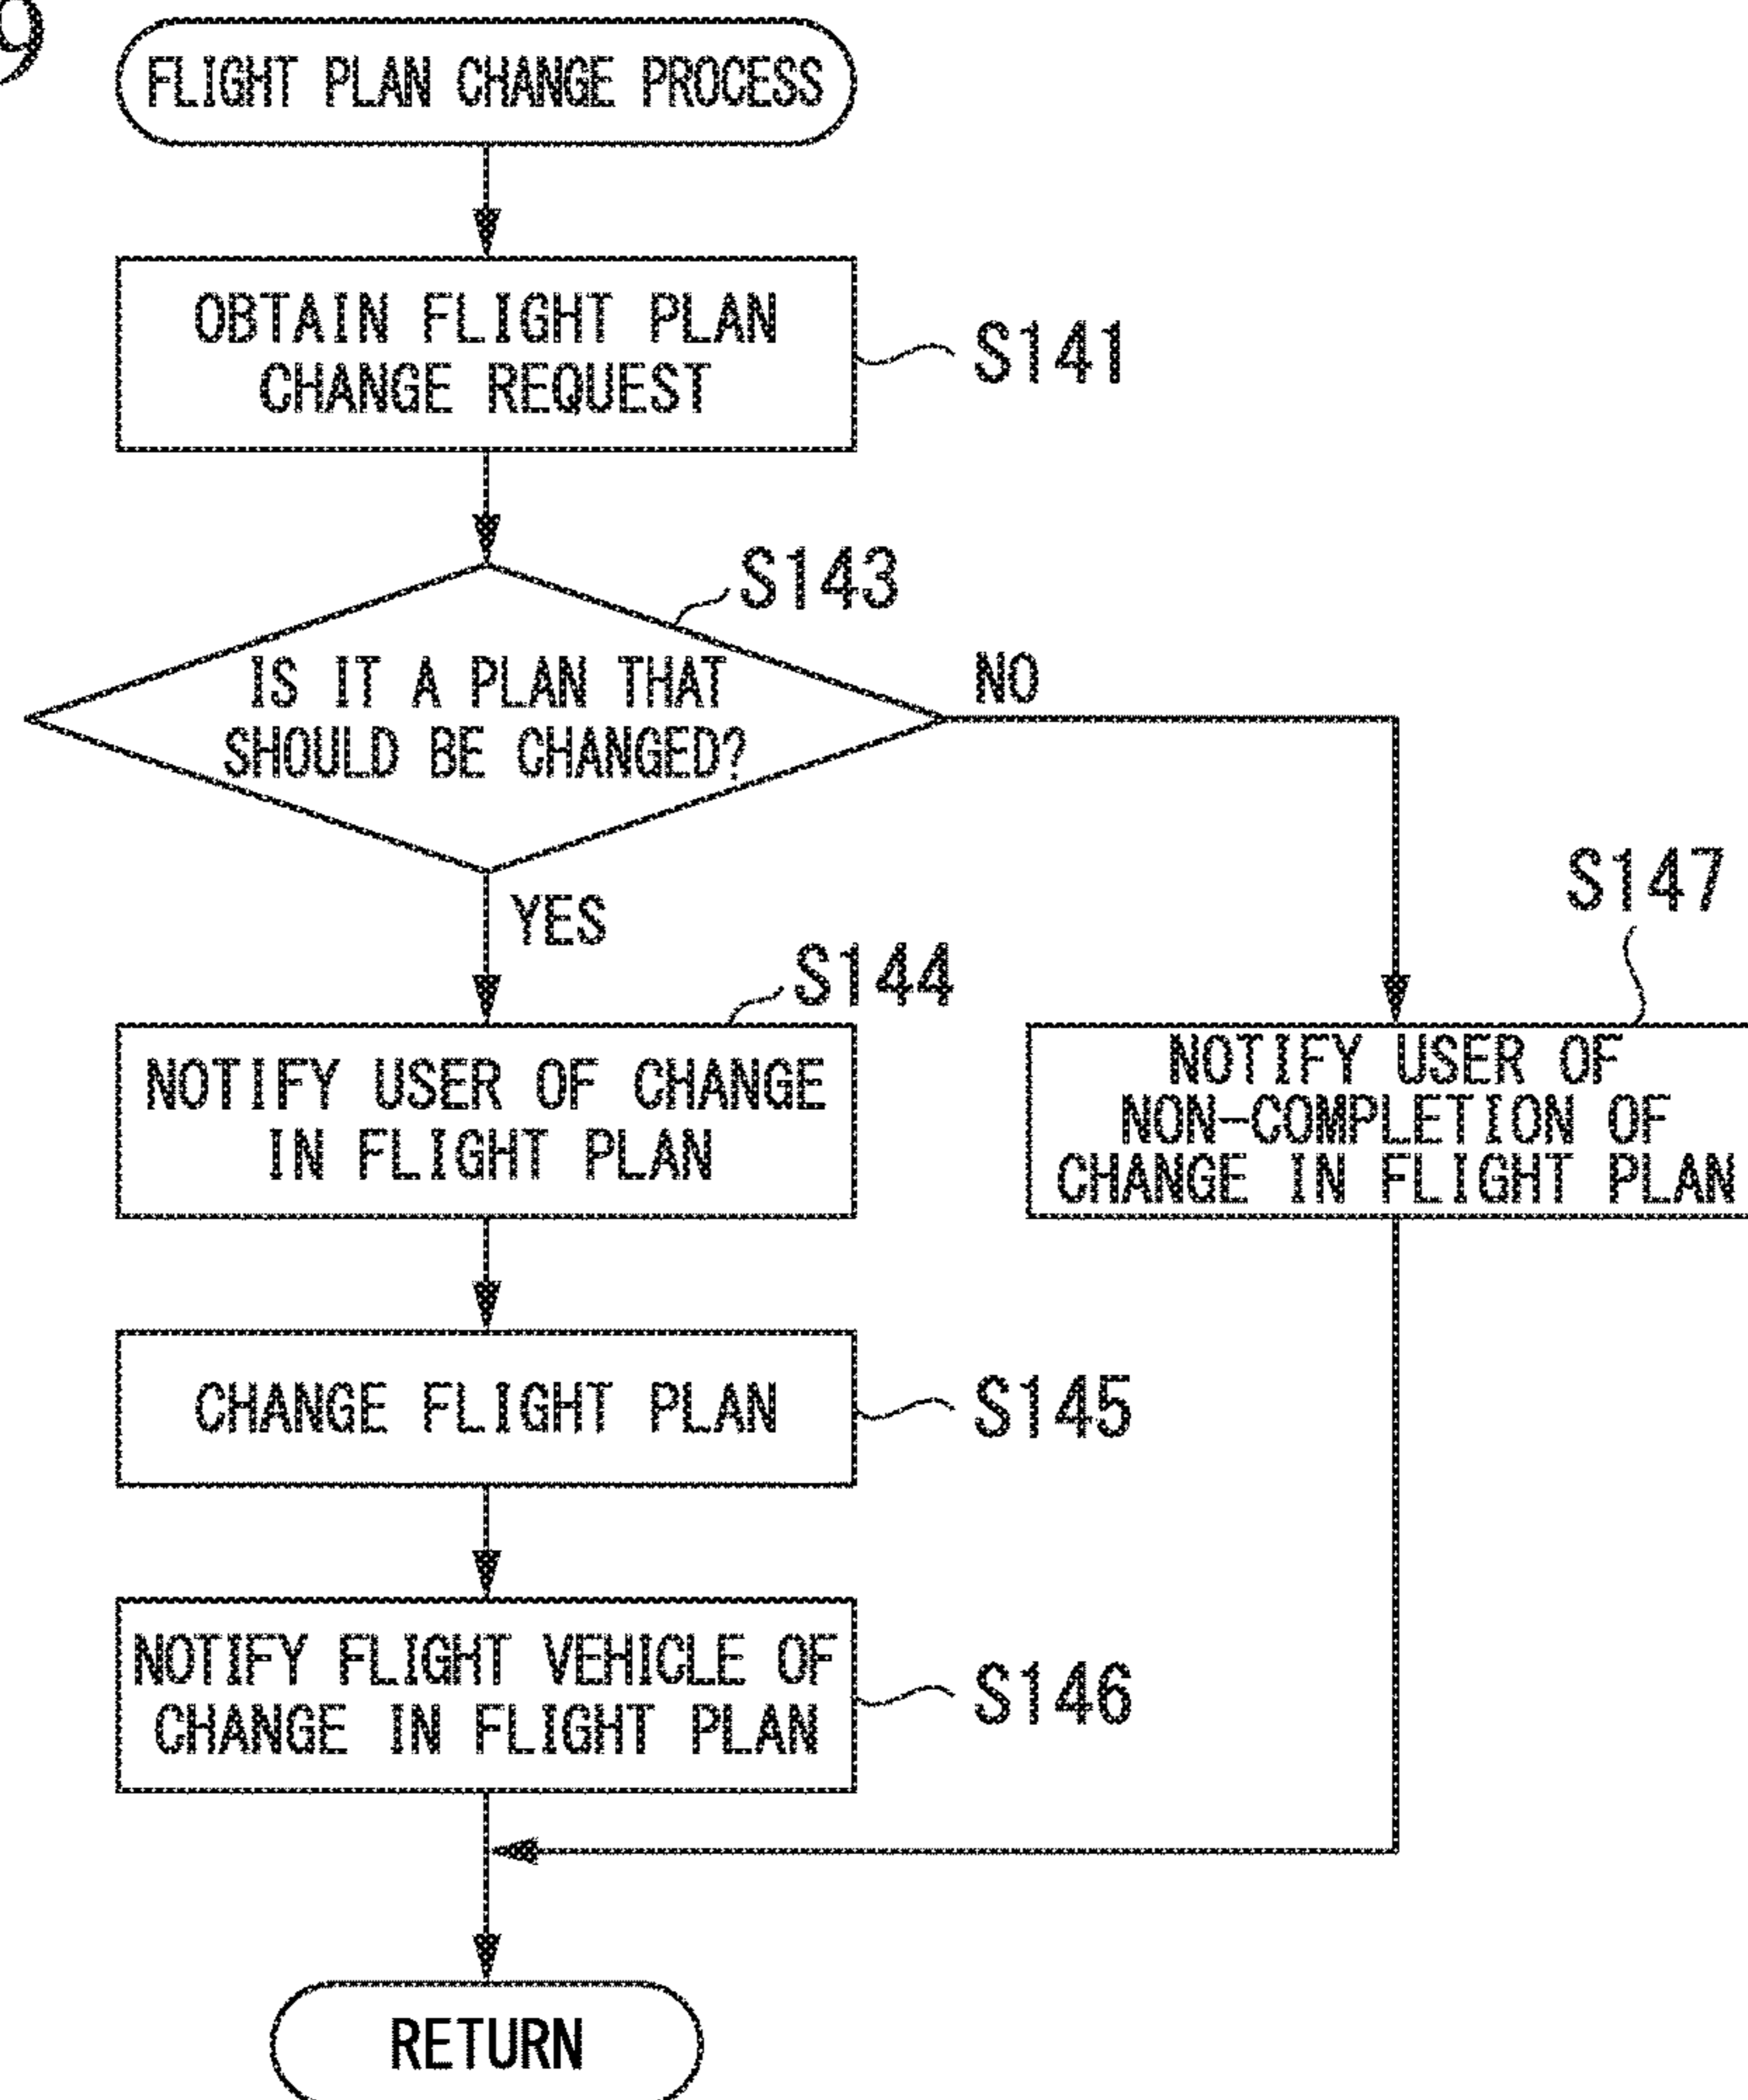 9
FLIGHT PLAN CHANGE PROCESS
OBTAIN FLIGHT PLAN
CHANGE REQUEST
S141
S143
IS IT A PLAN THAT
SHOULD BE CHANGED?
NO
YES
S147
S144
NOTIFY USER OF CHANGE
IN FLIGHT PLAN
NOTIFY USER OF
NON-COMPLETION OF
CHANGE IN FLIGHT PLAN
CHANGE FLIGHT PLAN
S145
NOTIFY FLIGHT VEHICLE OF
CHANGE IN FLIGHT PLAN
S146
RETURN